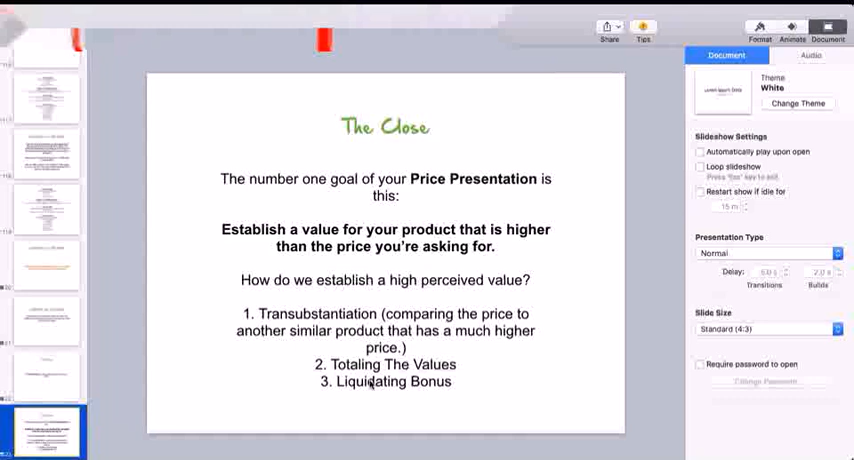 Share
Tips
Format
Animate
Document
Document
Audio
Theme
White
Change Theme
Slideshow Settings
Automatically play upon open
Loop slideshow
Restart show if idle for
15 m
Presentation Type
Normal
Delay:
Transitions
Builds
Slide Size
Standard (4:3)
Require password to open
The Close
The number one goal of your Price Presentation is
this:
Establish a value for your product that is higher
than the price you're asking for.
How do we establish a high perceived value?
1. Transubstantiation (comparing the price to
another similar product that has a much higher
price.)
2. Totaling The Values
3. Liquidating Bonus